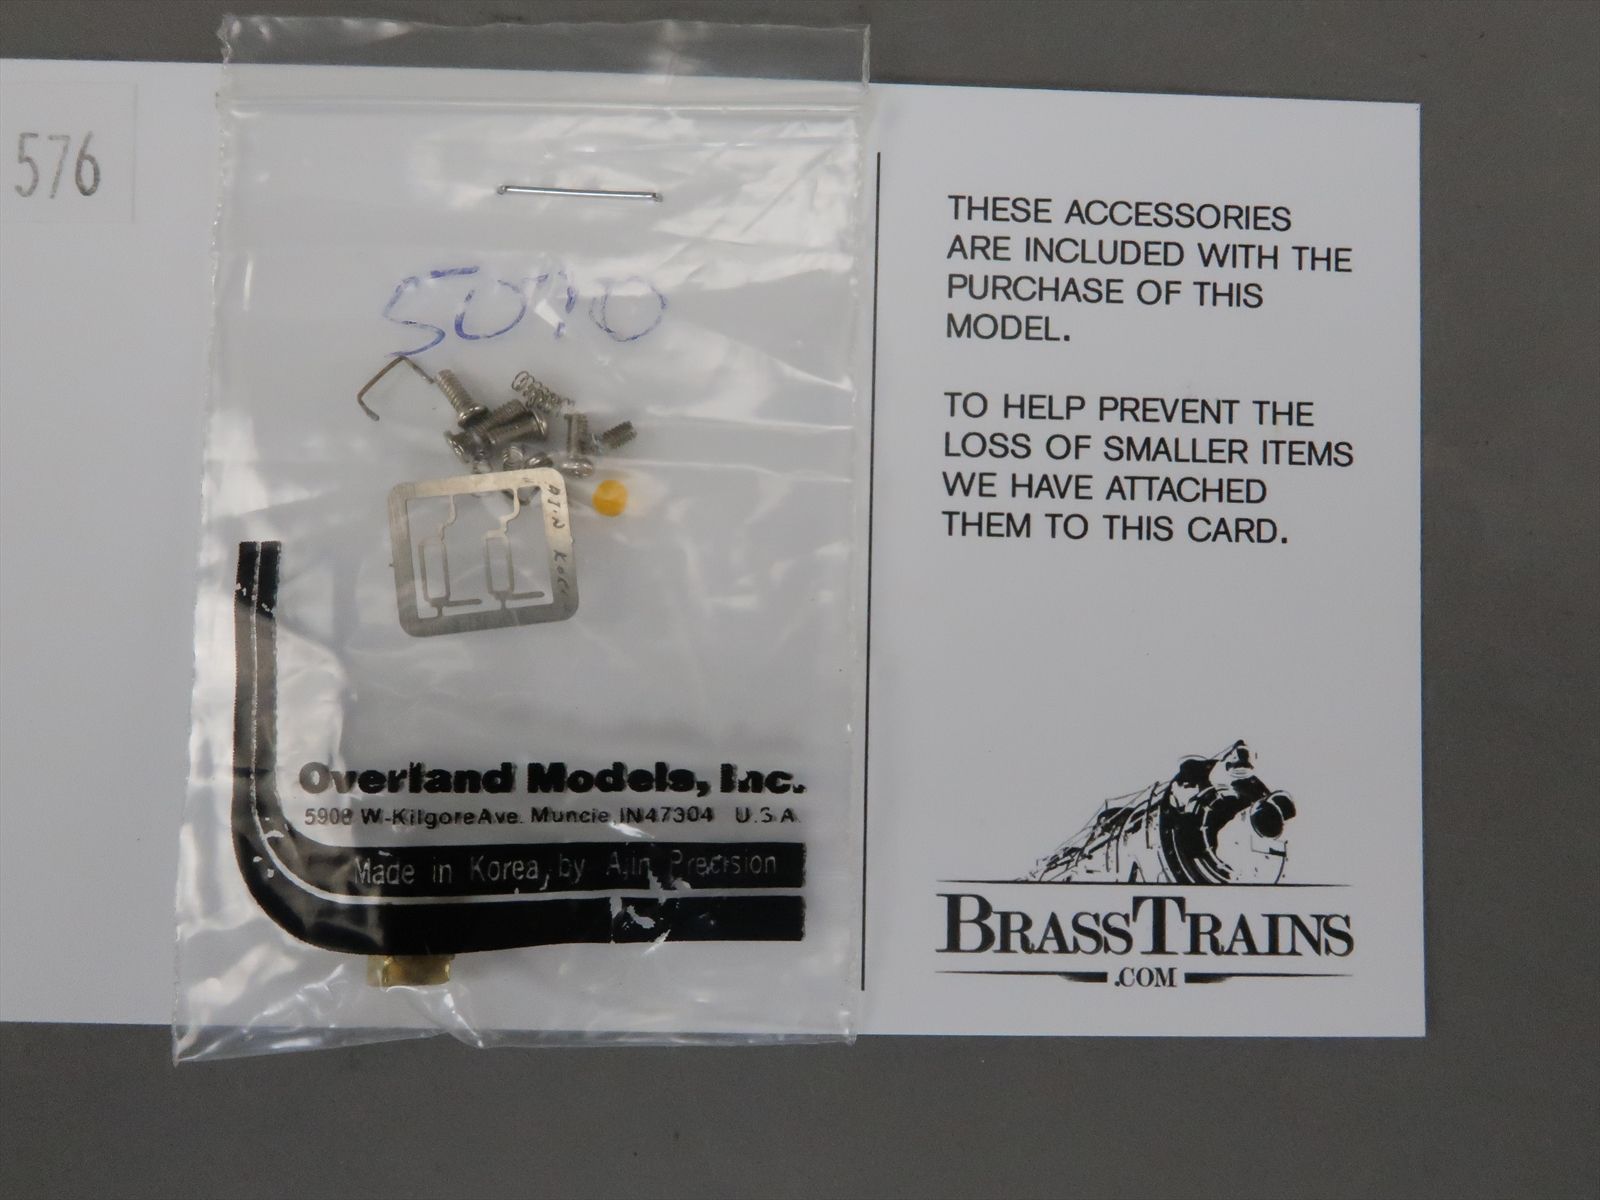 576
THESE ACCESSORIES
ARE INCLUDED WITH THE
PURCHASE OF THIS
MODEL.
TO HELP PREVENT THE
LOSS OF SMALLER ITEMS
WE HAVE ATTACHED
THEM TO THIS CARD.
BRASSTRAINS
.COM
AJIN
Overland Models, Inc.
5908 W-Kilgore Ave. Muncie IN 47304 U.S.A.
Made in Korea, by Ajin Precision